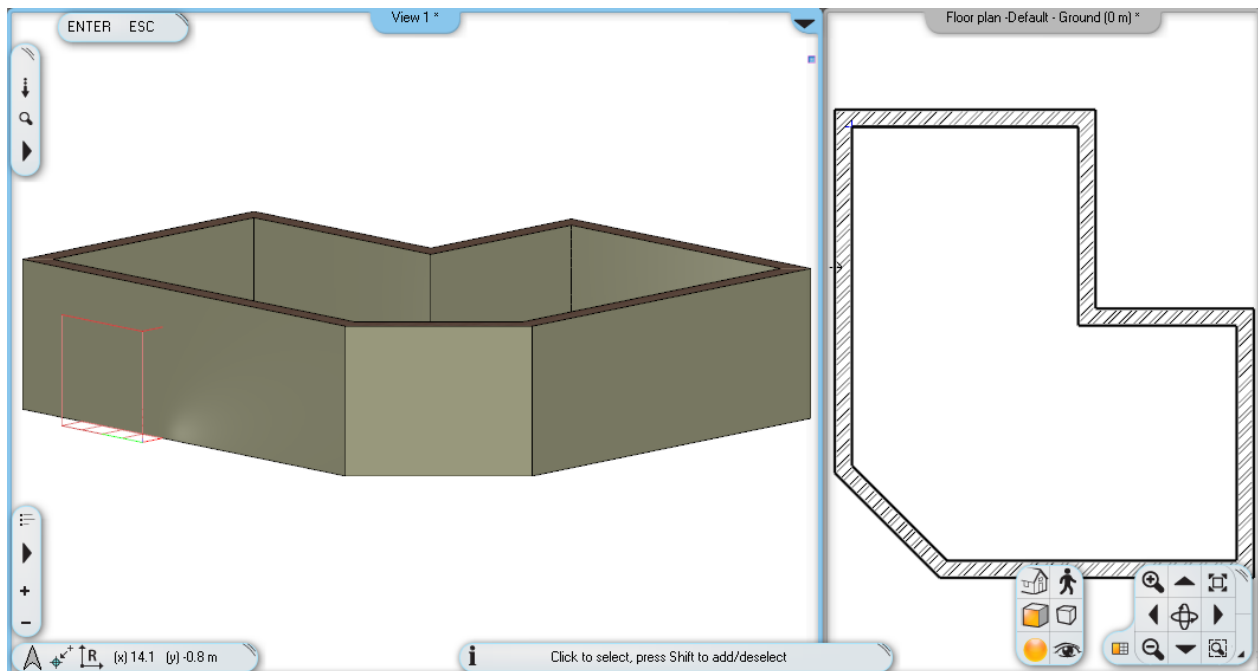 ENTER ESC
View 1 *
Floor plan -Default - Ground (0 m) *
R (x) 14.1 (y) -0.8 m
i Click to select, press Shift to add/deselect